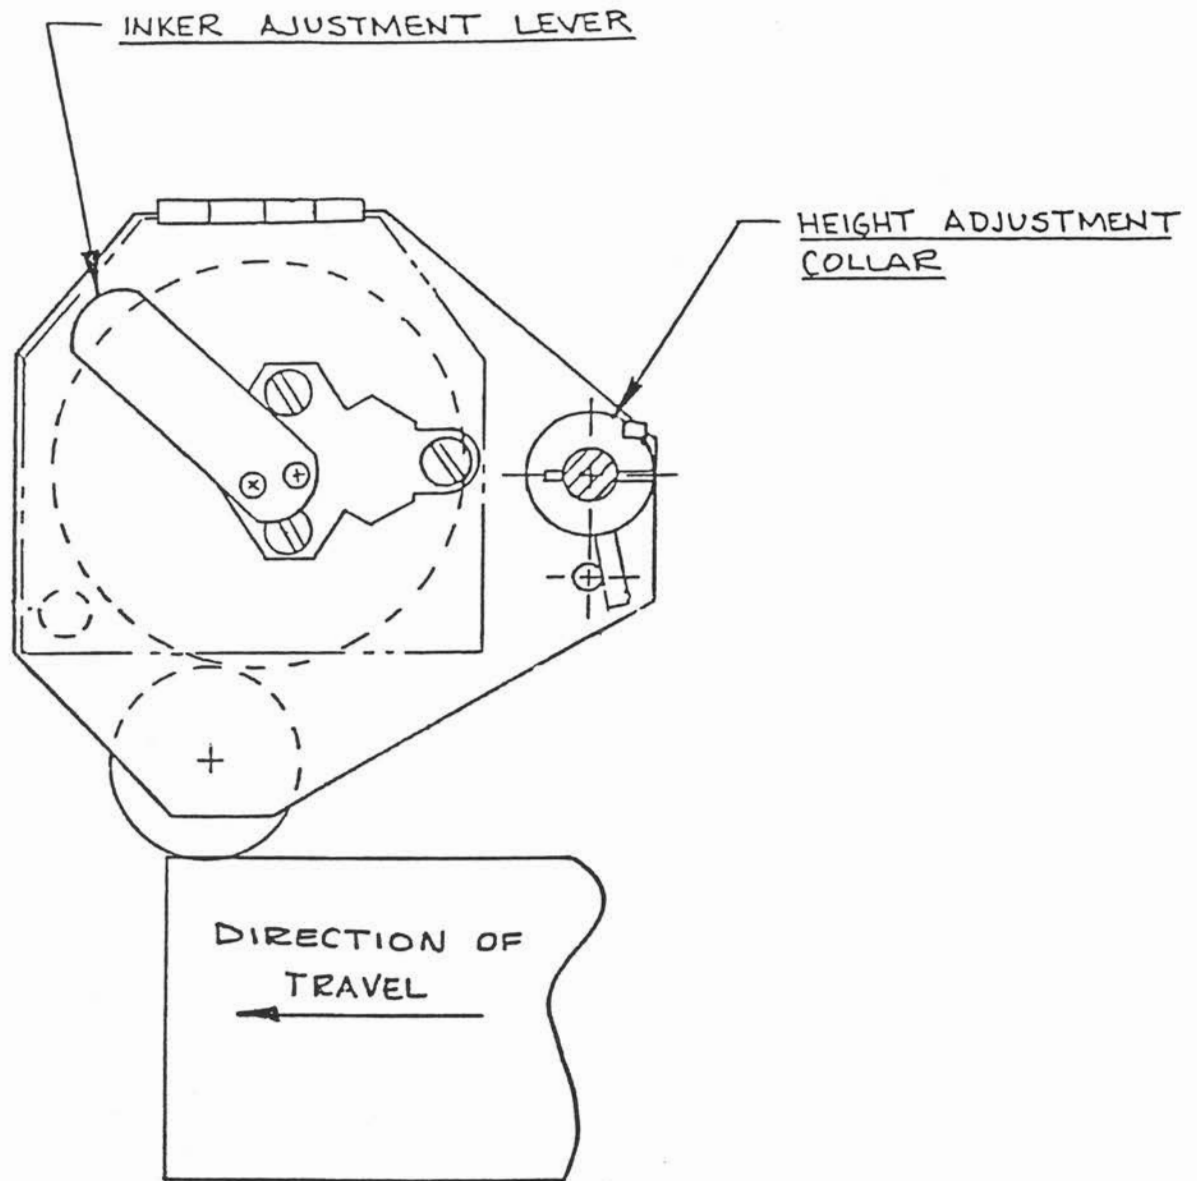 INKER AJUSTMENT LEVER
HEIGHT ADJUSTMENT
COLLAR
DIRECTION OF
TRAVEL